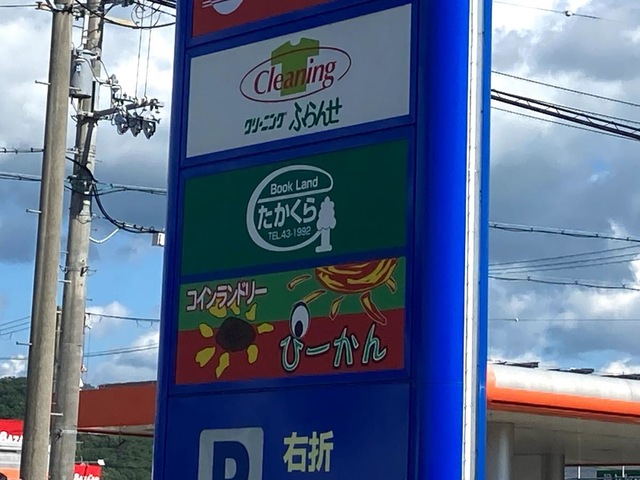 Cleaning
クリーニング ふらんせ
Book Land
たかくら
TEL.43-1992
コインランドリー
ぴーかん
P 右折